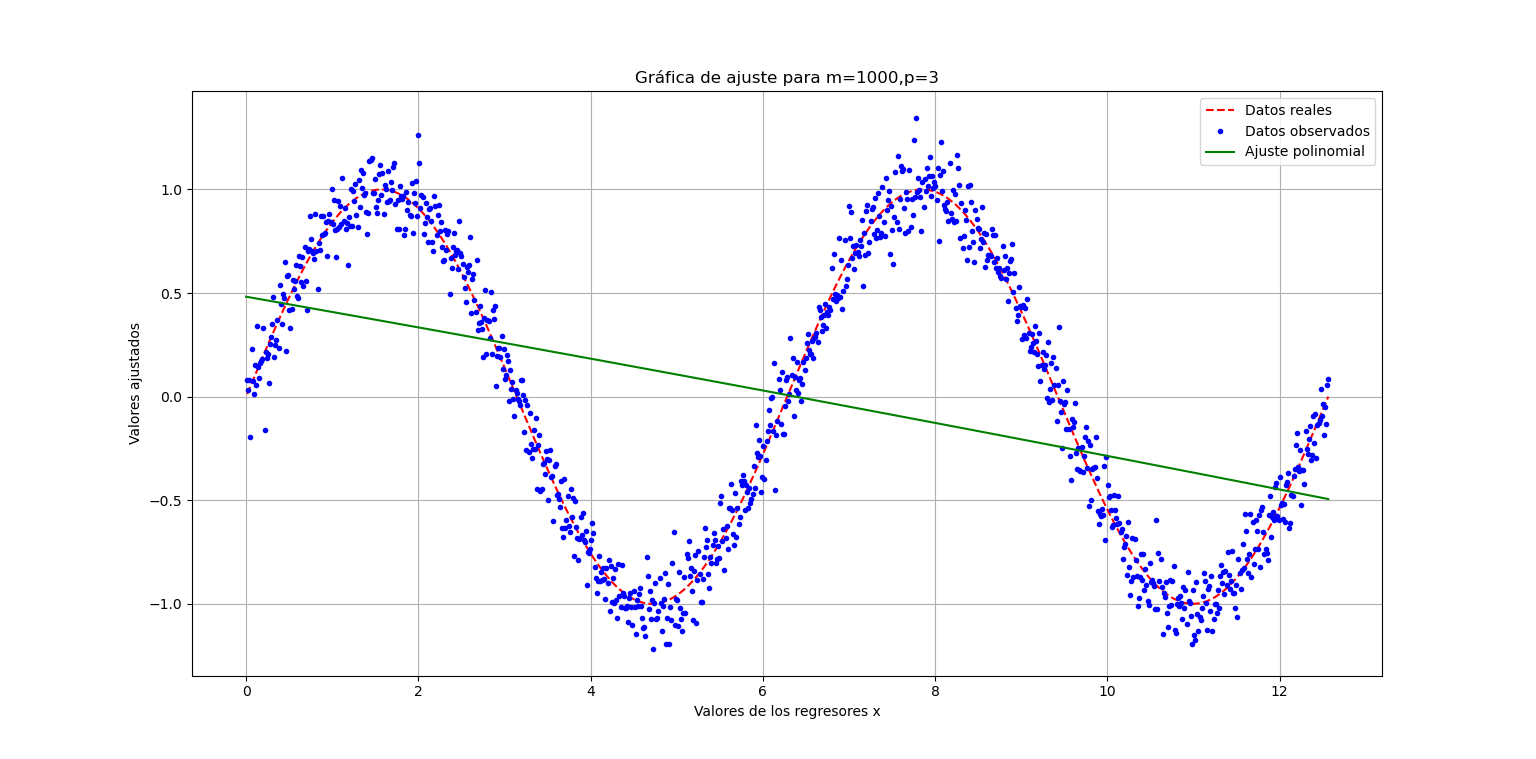 Gráfica de ajuste para m=1000,p=3
Datos reales
Datos observados
Ajuste polinomial
Valores ajustados
1.0
0.5
0.0
−0.5
−1.0
0 2 4 6 8 10 12
Valores de los regresores x